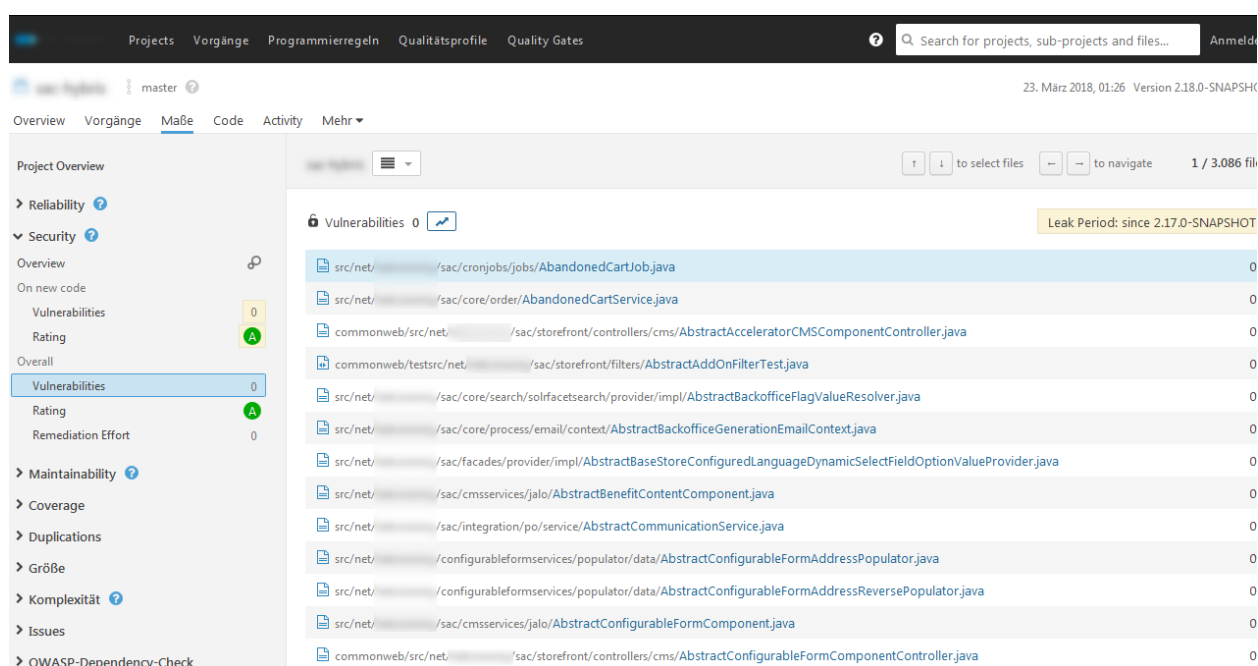 Projects Vorgänge Programmierregeln Qualitätsprofile Quality Gates Search for projects, sub-projects and files... Anmelde
master 23. März 2018, 01:26 Version 2.18.0-SNAPSHO
Overview Vorgänge Maße Code Activity Mehr
Project Overview
to select files to navigate 1 / 3.086 file
Reliability
Security
Overview
On new code
Vulnerabilities 0
Rating A
Overall
Vulnerabilities 0
Rating A
Remediation Effort 0
Maintainability
Coverage
Duplications
Größe
Komplexität
Issues
OWASP-Dependency-Check
Vulnerabilities 0 Leak Period: since 2.17.0-SNAPSHOT
src/net/ /sac/cronjobs/jobs/AbandonedCartJob.java 0
src/net/ /sac/core/order/AbandonedCartService.java 0
commonweb/src/net/ /sac/storefront/controllers/cms/AbstractAcceleratorCMSComponentController.java 0
commonweb/testsrc/net/ /sac/storefront/filters/AbstractAddOnFilterTest.java 0
src/net/ /sac/core/search/solrfacetsearch/provider/impl/AbstractBackofficeFlagValueResolver.java 0
src/net/ /sac/core/process/email/context/AbstractBackofficeGenerationEmailContext.java 0
src/net/ /sac/facades/provider/impl/AbstractBaseStoreConfiguredLanguageDynamicSelectFieldOptionValueProvider.java 0
src/net/ /sac/cmsservices/jalo/AbstractBenefitContentComponent.java 0
src/net/ /sac/integration/po/service/AbstractCommunicationService.java 0
src/net/ /configurableformservices/populator/data/AbstractConfigurableFormAddressPopulator.java 0
src/net/ /configurableformservices/populator/data/AbstractConfigurableFormAddressReversePopulator.java 0
src/net/ /sac/cmsservices/jalo/AbstractConfigurableFormComponent.java 0
commonweb/src/net/ /sac/storefront/controllers/cms/AbstractConfigurableFormComponentController.java 0